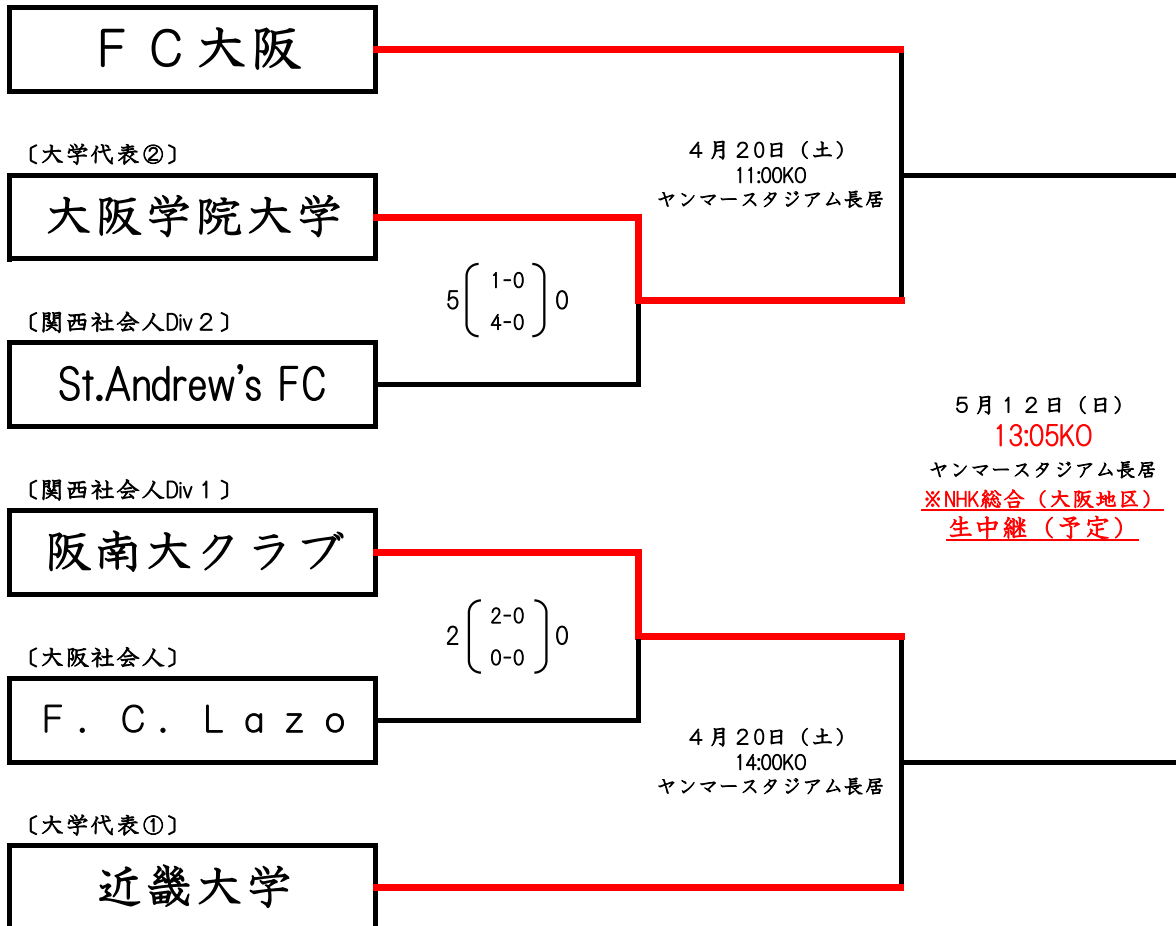 ＦＣ大阪
〔大学代表②〕
大阪学院大学
４月２０日（土）
11:00KO
ヤンマースタジアム長居
5 1-0 0
4-0
〔関西社会人Div２〕
St.Andrew's FC
５月１２日（日）
13:05KO
ヤンマースタジアム長居
※NHK総合（大阪地区）
生中継（予定）
〔関西社会人Div１〕
阪南大クラブ
2 2-0 0
0-0
〔大阪社会人〕
Ｆ．Ｃ．Ｌａｚｏ
４月２０日（土）
14:00KO
ヤンマースタジアム長居
〔大学代表①〕
近畿大学